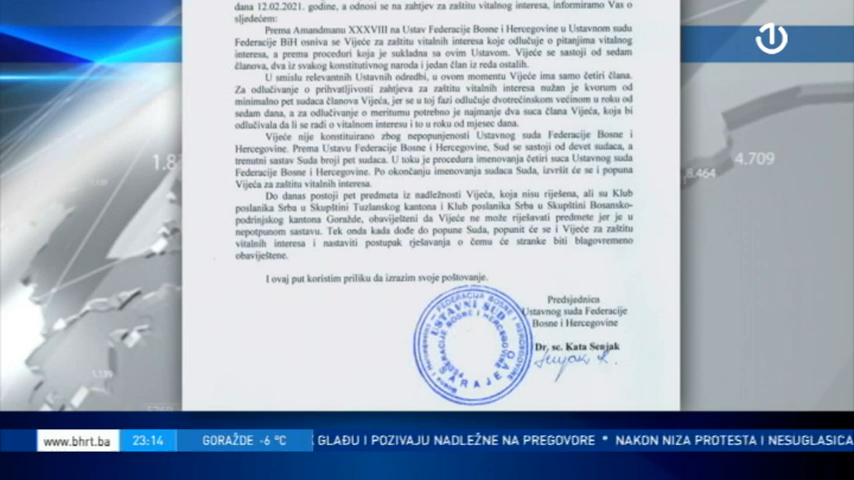 dana 12.02.2021. godine, a odnosi se na zahtjev za zaštitu vitalnog interesa, informiramo Vas o
sljedećem:
Prema Amandmanu XXXVIII na Ustav Federacije Bosne i Hercegovine u Ustavnom sudu
Federacije BiH osniva se Vijeće za zaštitu vitalnih interesa koje odlučuje o pitanjima vitalnog
interesa, a prema proceduri koja je sukladna sa ovim Ustavom. Vijeće se sastoji od sedam
članova, dva iz svakog konstitutivnog naroda i jedan član iz reda ostalih.
U smislu relevantnih Ustavnih odredbi, u ovom momentu Vijeće ima samo četiri člana.
Za odlučivanje o prihvatljivosti zahtjeva za zaštitu vitalnih interesa nužan je kvorum od
minimalno pet sudaca članova Vijeća, jer se u toj fazi odlučuje dvotrećinskom većinom u roku od
sedam dana, a za odlučivanje o meritumu potrebno je najmanje dva suca člana Vijeća, koja bi
odlučivala da li se radi o vitalnom interesu i to u roku od mjesec dana.
Vijeće nije konstituirano zbog nepopunjenosti Ustavnog suda Federacije Bosne i
Hercegovine. Prema Ustavu Federacije Bosne i Hercegovine, Sud se sastoji od devet sudaca, a
trenutni sastav Suda broji pet sudaca. U toku je procedura imenovanja četiri suca Ustavnog suda
Federacije Bosne i Hercegovine. Po okončanju imenovanja sudaca Suda, izvršit će se i popuna
Vijeća za zaštitu vitalnih interesa.
Do danas postoji pet predmeta iz nadležnosti Vijeća, koja nisu riješena, ali su Klub
poslanika Srba u Skupštini Tuzlanskog kantona i Klub poslanika Srba u Skupštini Bosansko-
podrinjskog kantona Goražde, obaviješteni da Vijeće ne može rješavati predmete jer je u
nepotpunom sastavu. Tek onda kada dođe do popune Suda, popunit će se i Vijeće za zaštitu
vitalnih interesa i nastaviti postupak rješavanja o čemu će stranke biti blagovremeno
obaviještene.
I ovaj put koristim priliku da izrazim svoje poštovanje.
Predsjednica
Ustavnog suda Federacije
Bosne i Hercegovine
Dr. sc. Kata Senjak
Senjak K.
USTAVNI SUD
SARAJEVO
1
8.464
4.709
1.135
www.bhrt.ba 23:14 GORAŽDE -6 °C K GLAĐU I POZIVAJU NADLEŽNE NA PREGOVORE * NAKON NIZA PROTESTA I NESUGLASICA